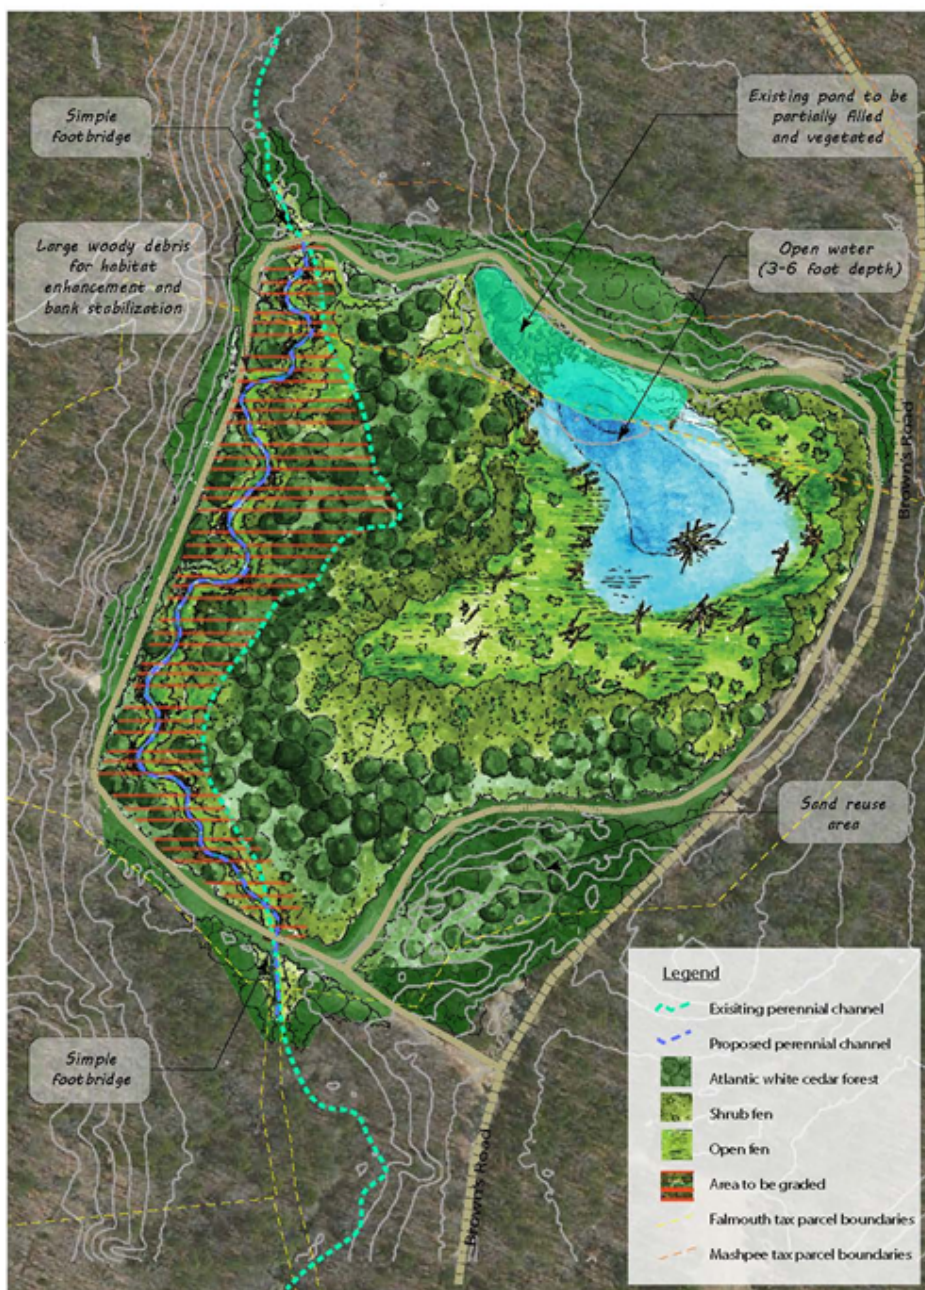 Simple
footbridge
Existing pond to be
partially filled
and vegetated
Large woody debris
for habitat
enhancement and
bank stabilization
Open water
(3-6 foot depth)
Brown's Road
Sand reuse
area
Simple
footbridge
Brown's Road
Legend
Exisiting perennial channel
Proposed perennial channel
Atlantic white cedar forest
Shrub fen
Open fen
Area to be graded
Falmouth tax parcel boundaries
Mashpee tax parcel boundaries